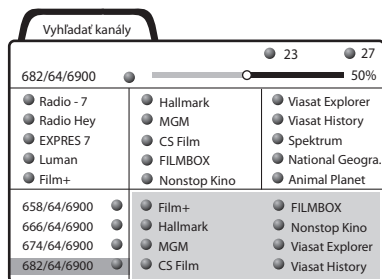 Vyhľadať kanály
23 27
682/64/6900 50%
Radio - 7 Hallmark Viasat Explorer
Radio Hey MGM Viasat History
EXPRES 7 CS Film Spektrum
Luman FILMBOX National Geogra.
Film+ Nonstop Kino Animal Planet
658/64/6900 Film+ FILMBOX
666/64/6900 Hallmark Nonstop Kino
674/64/6900 MGM Viasat Explorer
682/64/6900 CS Film Viasat History